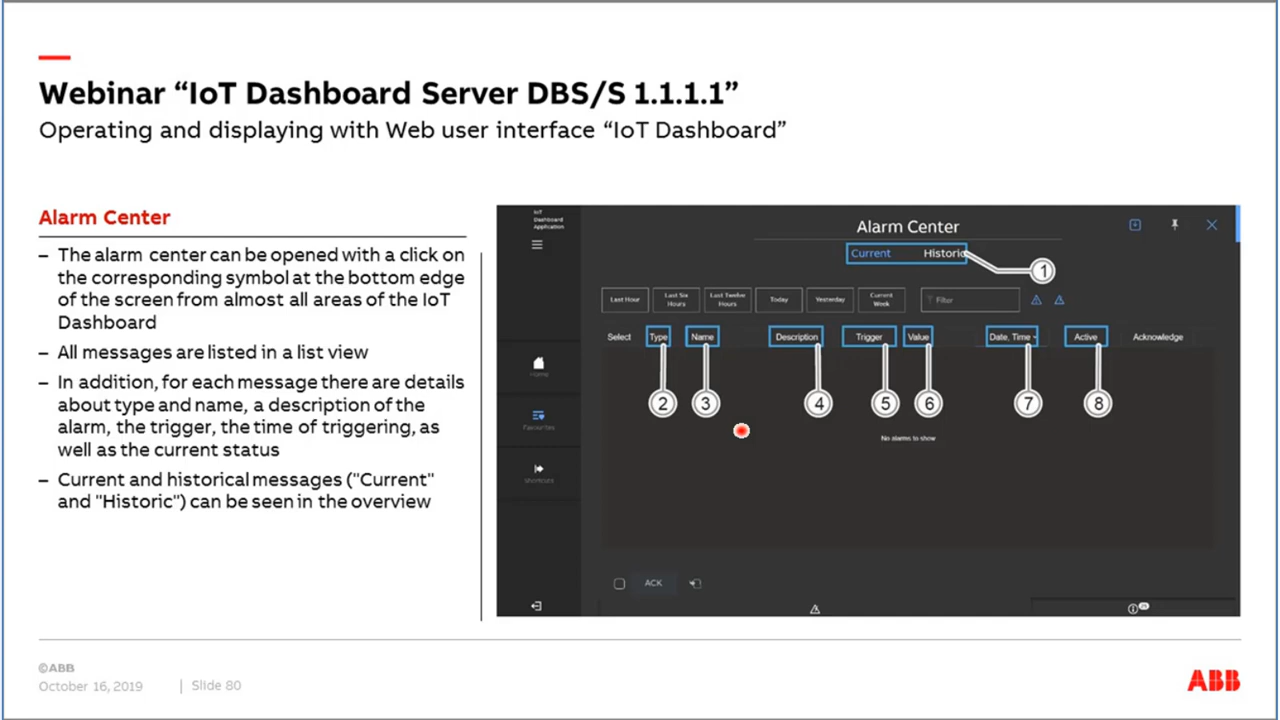 Webinar “IoT Dashboard Server DBS/S 1.1.1.1”
Operating and displaying with Web user interface “IoT Dashboard”
Alarm Center
– The alarm center can be opened with a click on
the corresponding symbol at the bottom edge
of the screen from almost all areas of the IoT
Dashboard
– All messages are listed in a list view
– In addition, for each message there are details
about type and name, a description of the
alarm, the trigger, the time of triggering, as
well as the current status
– Current and historical messages ("Current"
and "Historic") can be seen in the overview
IoT
Dashboard
Application
Alarm Center
Current Historic
1
Last Hour Last Six Hours Last Twelve Hours Today Yesterday Current Week Filter
Select Type Name Description Trigger Value Date, Time Active Acknowledge
2 3 4 5 6 7 8
Home
Favourites
Shortcuts
No alarms to show
ACK
©ABB
October 16, 2019 | Slide 80
ABB